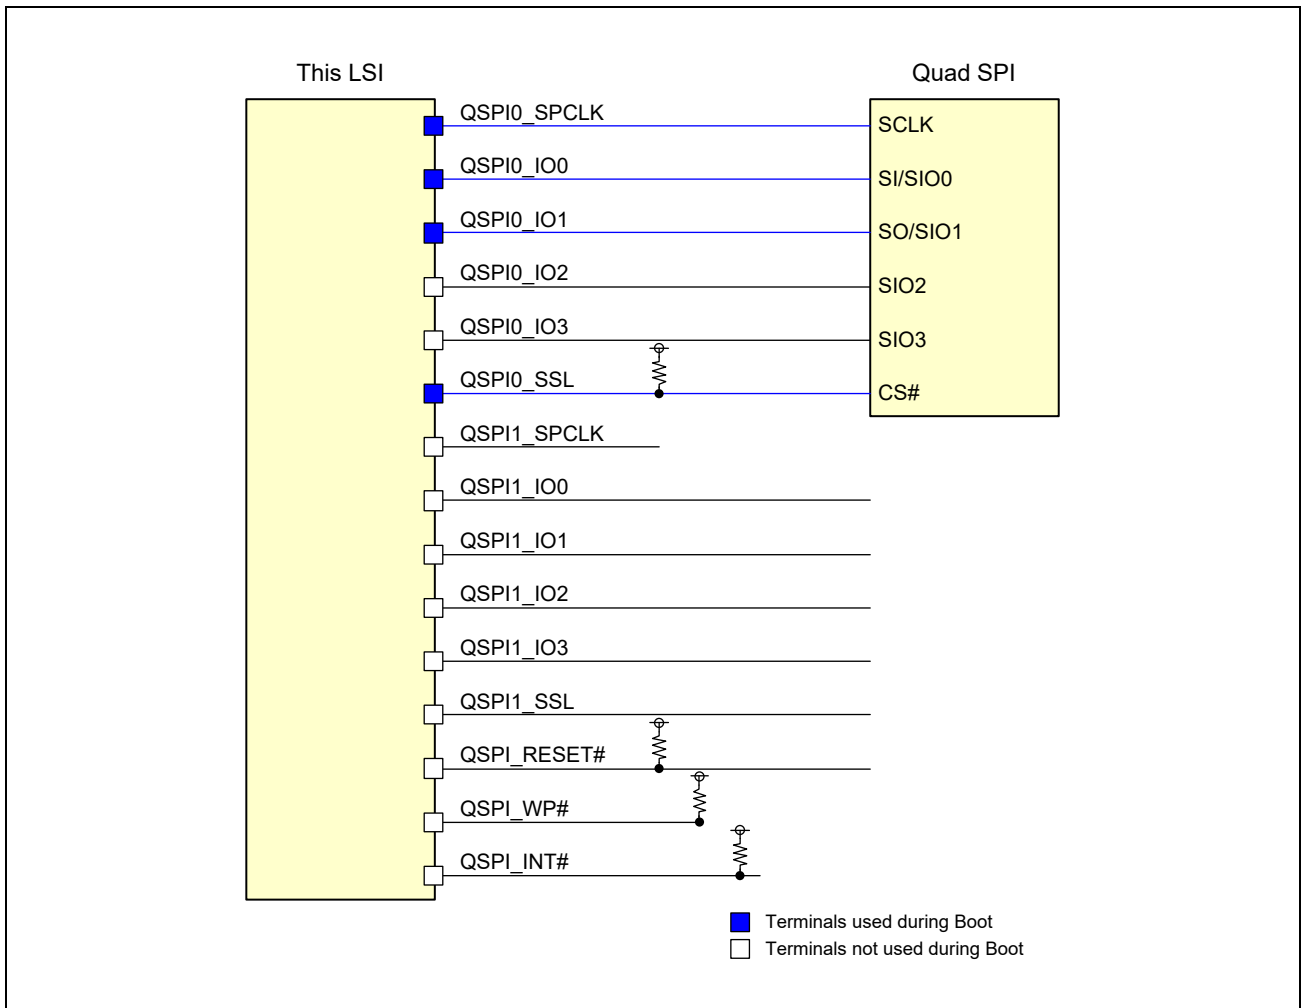 This LSI
Quad SPI
QSPI0_SPCLK
SCLK
QSPI0_IO0
SI/SIO0
QSPI0_IO1
SO/SIO1
QSPI0_IO2
SIO2
QSPI0_IO3
SIO3
QSPI0_SSL
CS#
QSPI1_SPCLK
QSPI1_IO0
QSPI1_IO1
QSPI1_IO2
QSPI1_IO3
QSPI1_SSL
QSPI_RESET#
QSPI_WP#
QSPI_INT#
Terminals used during Boot
Terminals not used during Boot